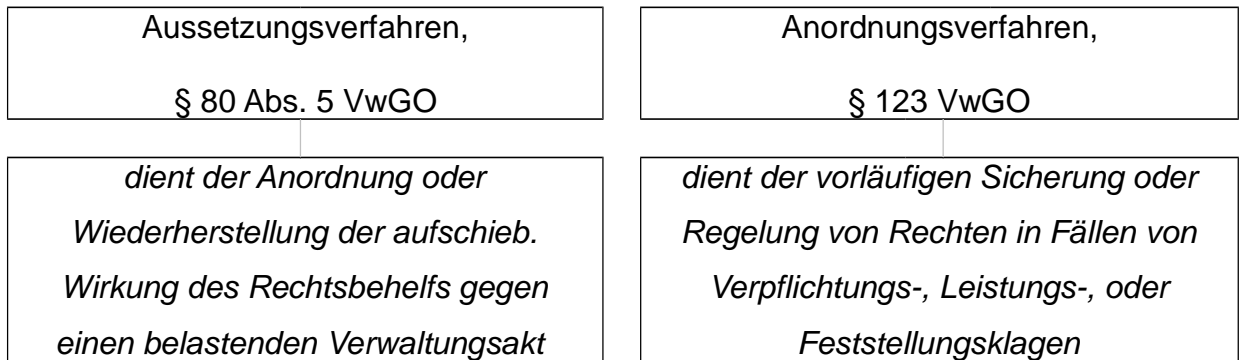 Aussetzungsverfahren,
§ 80 Abs. 5 VwGO
dient der Anordnung oder
Wiederherstellung der aufschieb.
Wirkung des Rechtsbehelfs gegen
einen belastenden Verwaltungsakt
Anordnungsverfahren,
§ 123 VwGO
dient der vorläufigen Sicherung oder
Regelung von Rechten in Fällen von
Verpflichtungs-, Leistungs-, oder
Feststellungsklagen